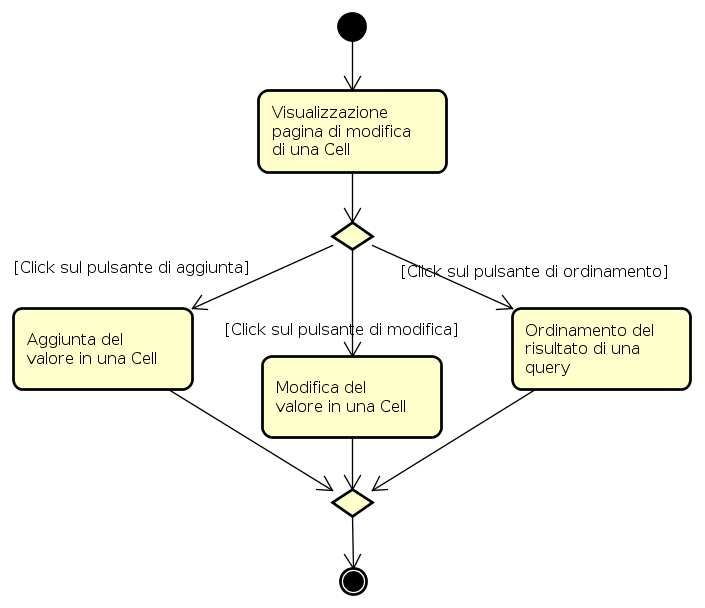 Visualizzazione
pagina di modifica
di una Cell
[Click sul pulsante di aggiunta]
[Click sul pulsante di ordinamento]
[Click sul pulsante di modifica]
Aggiunta del
valore in una Cell
Modifica del
valore in una Cell
Ordinamento del
risultato di una
query